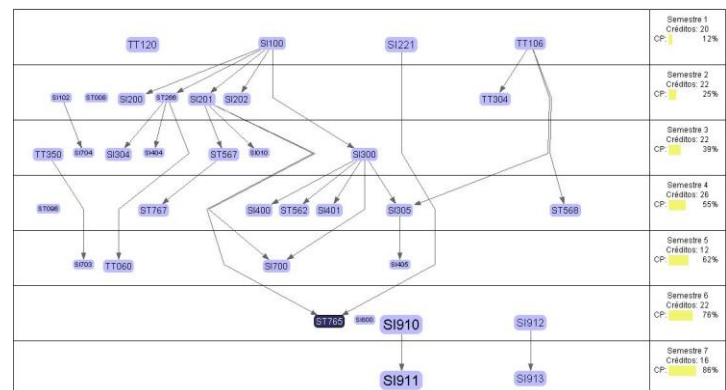 TT120 SI100 SI221 TT106
Semestre 1
Créditos: 20
CP: 12%
SI102 ST008 SI200 ST266 SI201 SI202 TT304
Semestre 2
Créditos: 22
CP: 25%
TT350 SI704 SI304 SI404 ST567 SI010 SI300
Semestre 3
Créditos: 22
CP: 39%
ST096 ST767 SI400 ST562 SI401 SI305 ST568
Semestre 4
Créditos: 26
CP: 55%
SI703 TT060 SI700 SI405
Semestre 5
Créditos: 12
CP: 62%
ST765 SI600 SI910 SI912
Semestre 6
Créditos: 22
CP: 76%
SI911 SI913
Semestre 7
Créditos: 16
CP: 86%